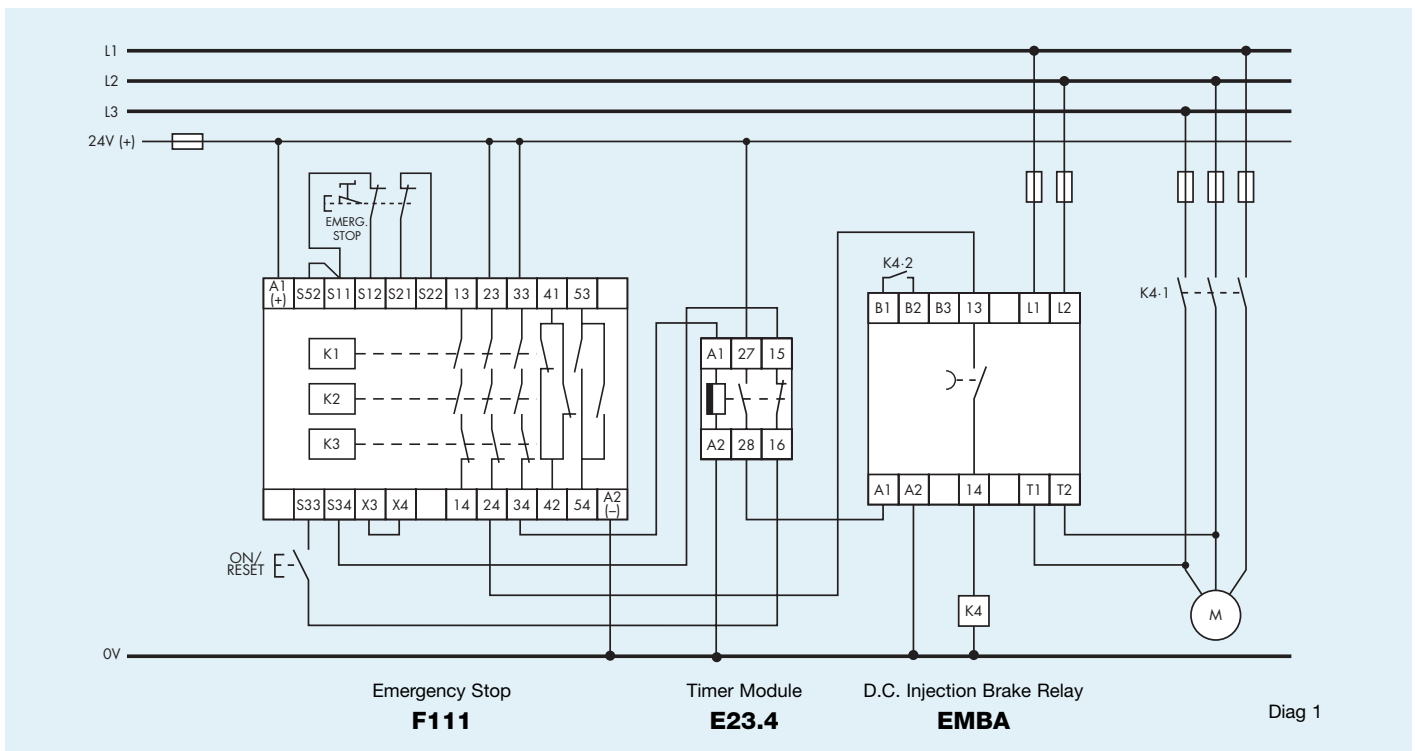 L1
L2
L3
24V (+)
EMERG.
STOP
K4·2
K4·1
A1 (+) S52 S11 S12 S21 S22 13 23 33 41 53
B1 B2 B3 13 L1 L2
K1
K2
K3
A1 27 15
A2 28 16
S33 S34 X3 X4 14 24 34 42 54 A2 (–)
A1 A2 14 T1 T2
ON/
RESET
K4
M
0V
Emergency Stop
F111
Timer Module
E23.4
D.C. Injection Brake Relay
EMBA
Diag 1